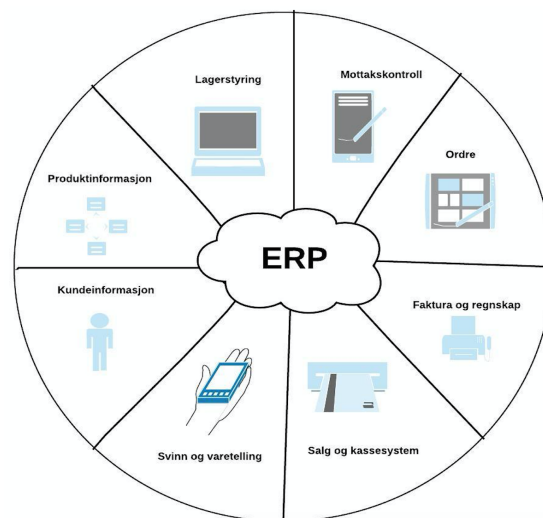 Lagerstyring
Mottakskontroll
Ordre
Produktinformasjon
ERP
Kundeinformasjon
Faktura og regnskap
Svinn og varetelling
Salg og kassesystem